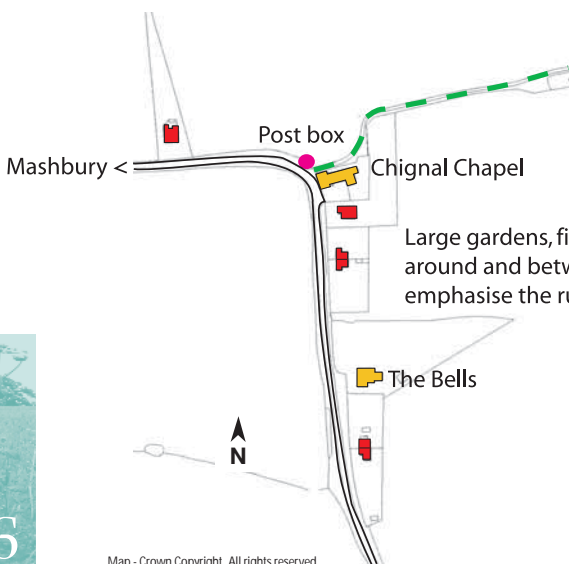 Post box
Mashbury <
Chignal Chapel
Large gardens, fi
around and betw
emphasise the ru
The Bells
N
6
Map - Crown Copyright. All rights reserved